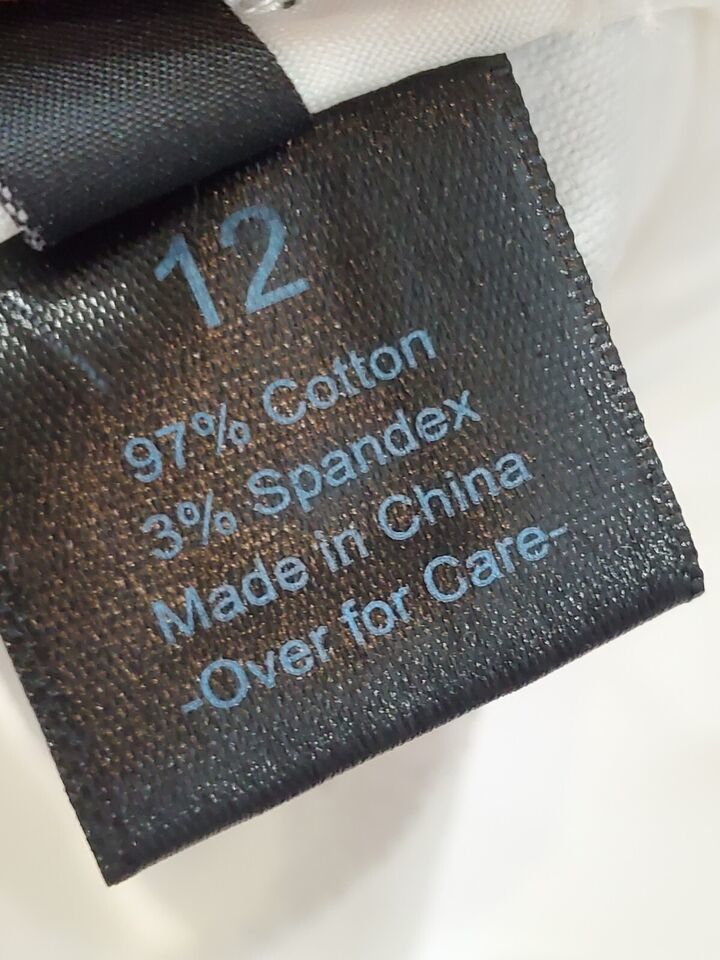 12
97% Cotton
3% Spandex
Made in China
-Over for Care-